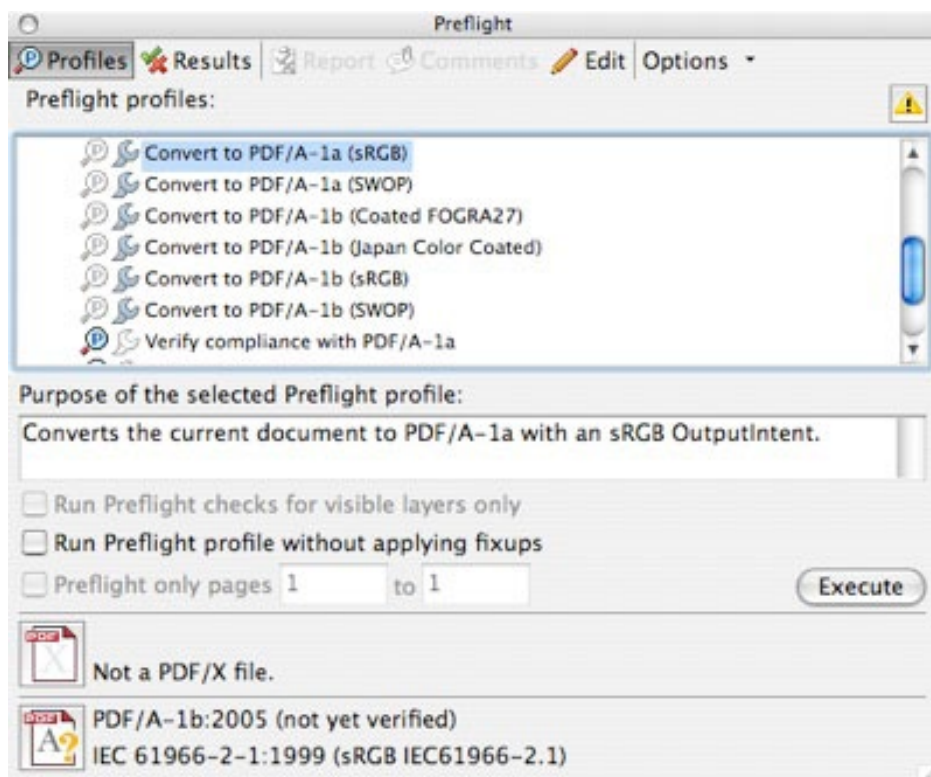 Preflight
Profiles Results Report Comments Edit Options
Preflight profiles:
Convert to PDF/A-1a (sRGB)
Convert to PDF/A-1a (SWOP)
Convert to PDF/A-1b (Coated FOGRA27)
Convert to PDF/A-1b (Japan Color Coated)
Convert to PDF/A-1b (sRGB)
Convert to PDF/A-1b (SWOP)
Verify compliance with PDF/A-1a
Purpose of the selected Preflight profile:
Converts the current document to PDF/A-1a with an sRGB OutputIntent.
Run Preflight checks for visible layers only
Run Preflight profile without applying fixups
Preflight only pages 1 to 1 Execute
Not a PDF/X file.
PDF/A-1b:2005 (not yet verified)
IEC 61966-2-1:1999 (sRGB IEC61966-2.1)